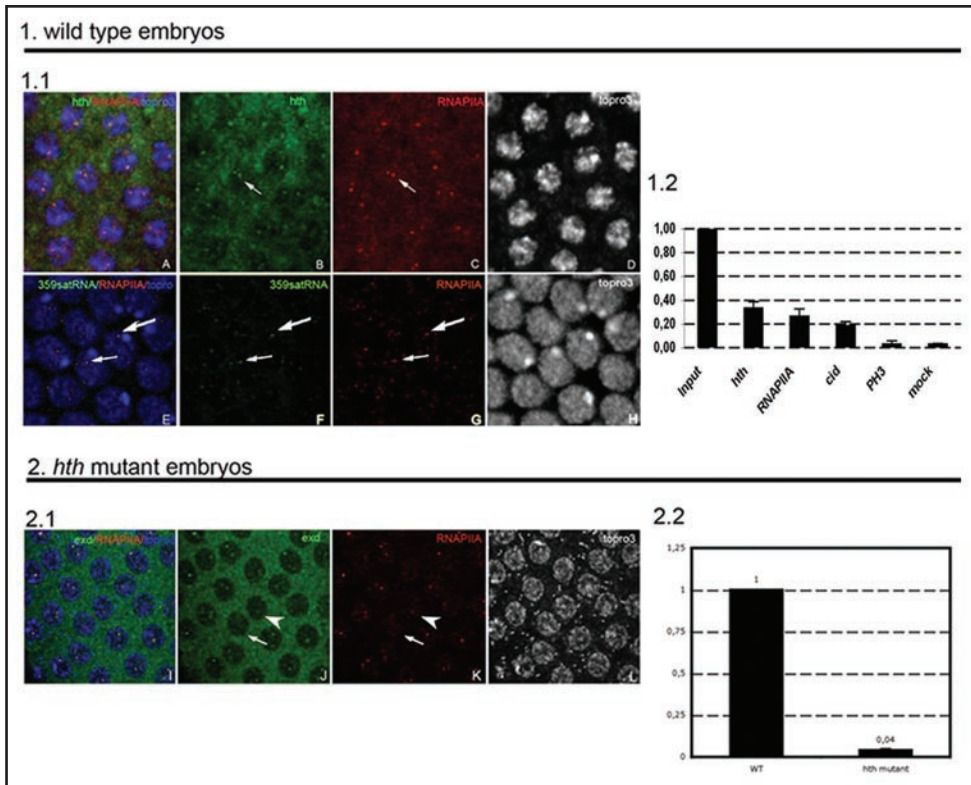 1. wild type embryos
1.1
hth/RNAPIIA/topro3
hth
RNAPIIA
topro3
A
B
C
D
359satRNA/RNAPIIA/topro
359satRNA
RNAPIIA
topro3
E
F
G
H
1.2
1,00
0,80
0,60
0,40
0,20
0,00
Input
hth
RNAPIIA
cid
PH3
mock
2. hth mutant embryos
2.1
exd/RNAPIIA/topro
exd
RNAPIIA
topro3
I
J
K
L
2.2
1,25
1
0,75
0,5
0,25
0
1
0,04
WT
hth mutant